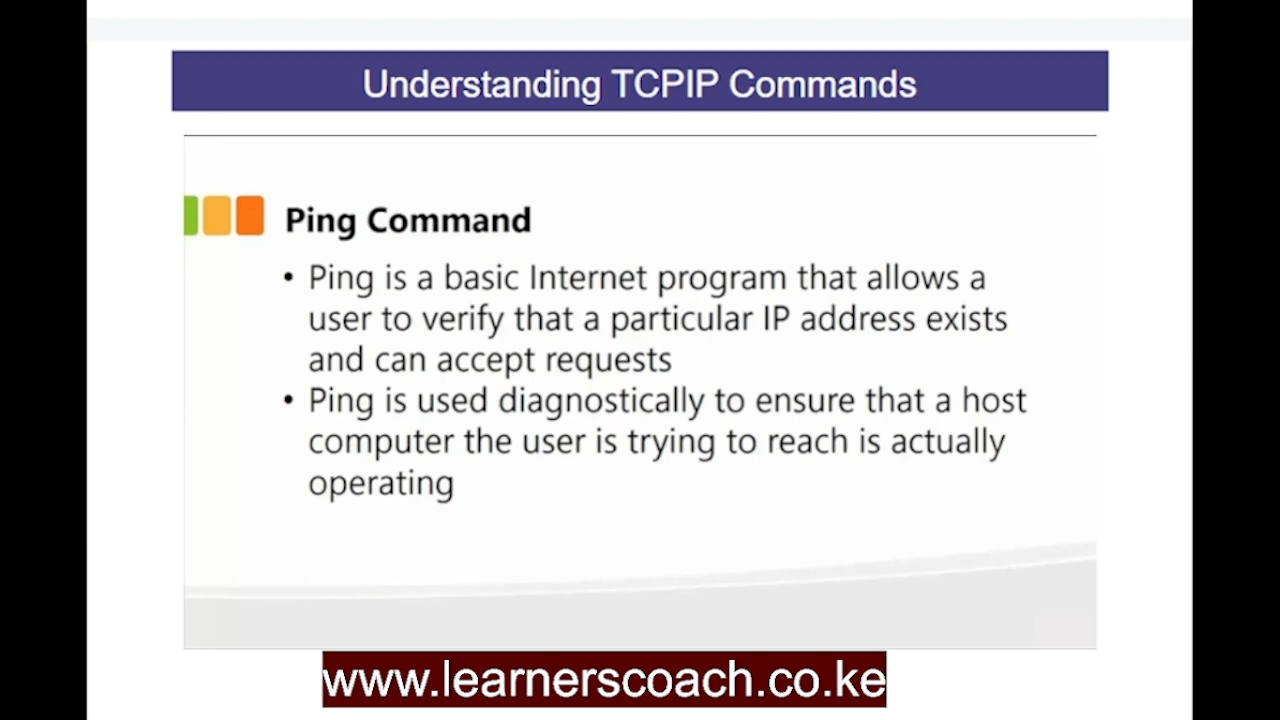 Understanding TCPIP Commands
Ping Command
• Ping is a basic Internet program that allows a
user to verify that a particular IP address exists
and can accept requests
• Ping is used diagnostically to ensure that a host
computer the user is trying to reach is actually
operating
www.learnerscoach.co.ke